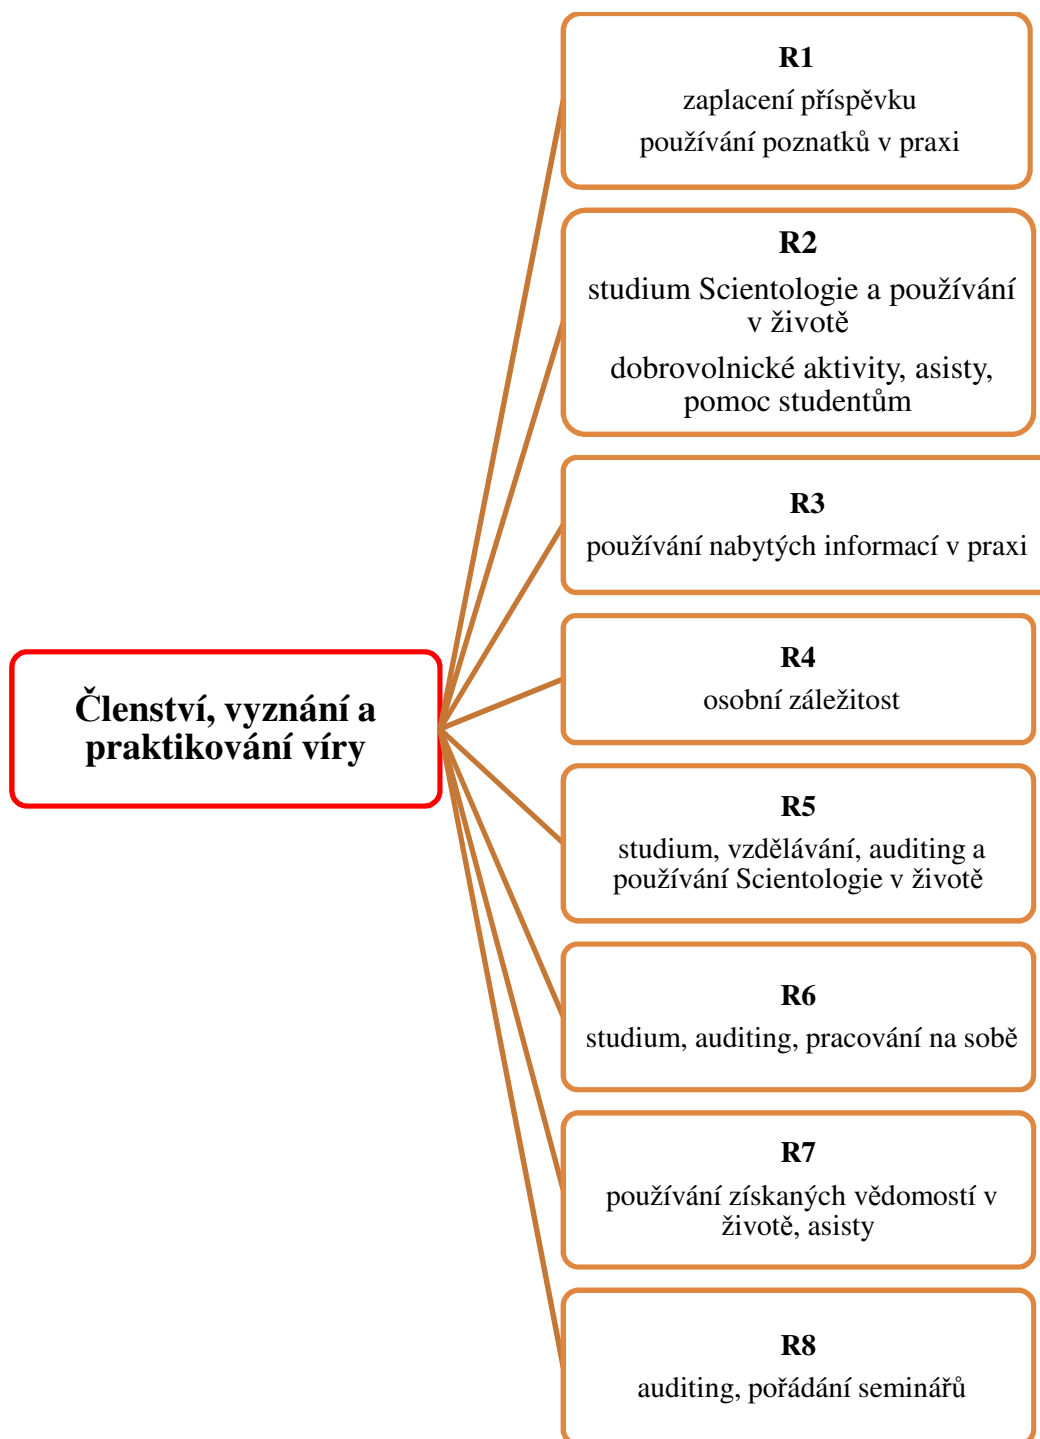 R1
zaplacení příspěvku
používání poznatků v praxi
R2
studium Scientologie a používání
v životě
dobrovolnické aktivity, asisty,
pomoc studentům
R3
používání nabytých informací v praxi
Členství, vyznání a
praktikování víry
R4
osobní záležitost
R5
studium, vzdělávání, auditing a
používání Scientologie v životě
R6
studium, auditing, pracování na sobě
R7
používání získaných vědomostí v
životě, asisty
R8
auditing, pořádání seminářů